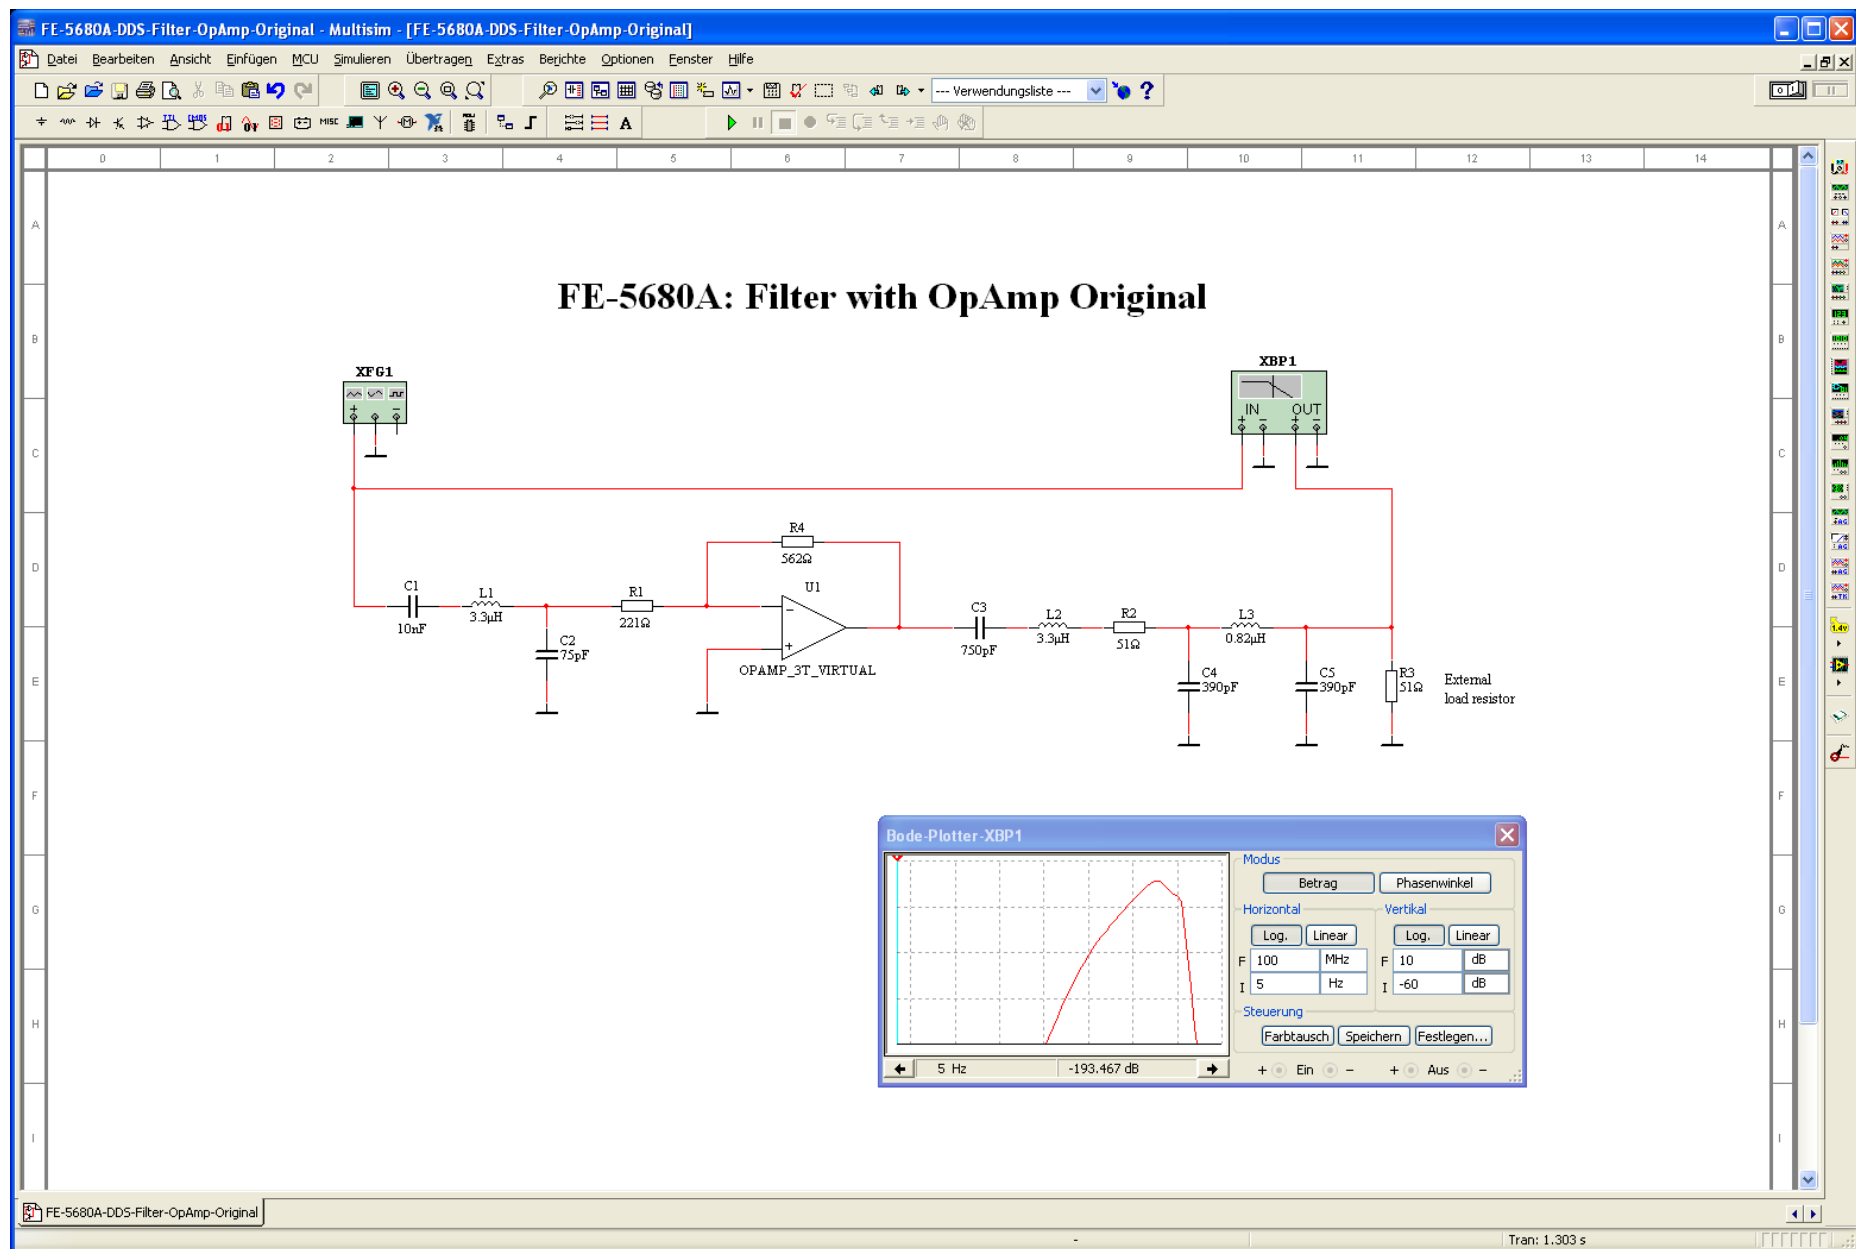 FE-5680A-DDS-Filter-OpAmp-Original - Multisim - [FE-5680A-DDS-Filter-OpAmp-Original]
Datei Bearbeiten Ansicht Einfügen MCU Simulieren Übertragen Extras Berichte Optionen Fenster Hilfe
--- Verwendungsliste ---
MISC
A
0 1 2 3 4 5 6 7 8 9 10 11 12 13 14
A A
FE-5680A: Filter with OpAmp Original
B B
XFG1
XBP1
IN OUT
C C
R4
562Ω
D D
C1
10nF
L1
3.3µH
R1
221Ω
U1
OPAMP_3T_VIRTUAL
C2
75pF
C3
750pF
L2
3.3µH
R2
51Ω
L3
0.82µH
C4
390pF
C5
390pF
R3
51Ω
External
load resistor
E E
F F
Bode-Plotter-XBP1
Modus
Betrag Phasenwinkel
Horizontal Vertikal
Log. Linear Log. Linear
F 100 MHz F 10 dB
I 5 Hz I -60 dB
Steuerung
Farbtausch Speichern Festlegen...
5 Hz -193.467 dB + Ein - + Aus -
G G
H H
I I
FE-5680A-DDS-Filter-OpAmp-Original
- Tran: 1.303 s